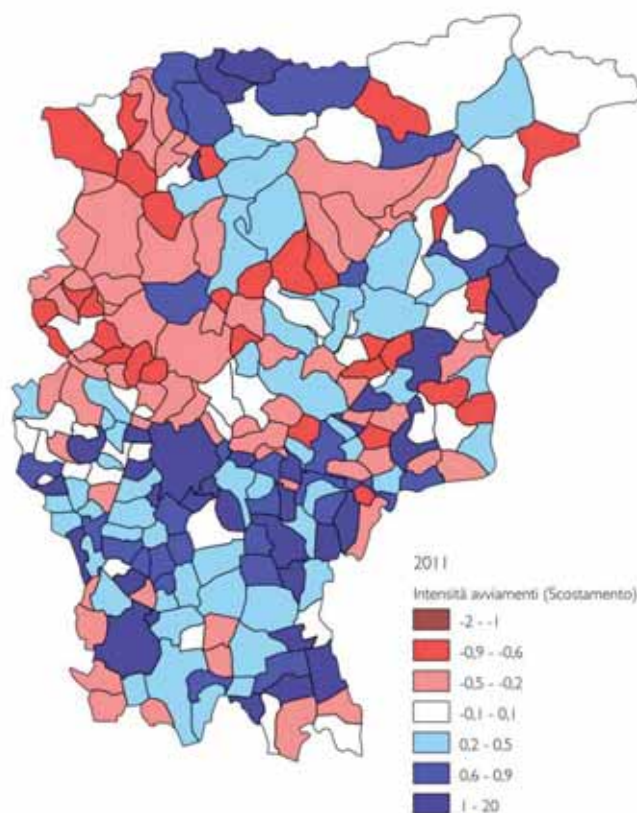 2011
Intensità avviamenti (Scostamento)
-2 - -1
-0,9 - -0,6
-0,5 - -0,2
-0,1 - 0,1
0,2 - 0,5
0,6 - 0,9
1 - 20